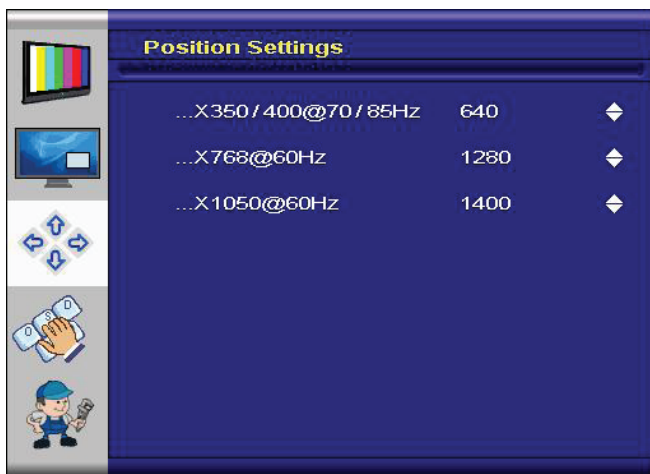 Position Settings
...X350/400@70/85Hz 640
...X768@60Hz 1280
...X1050@60Hz 1400
O S D